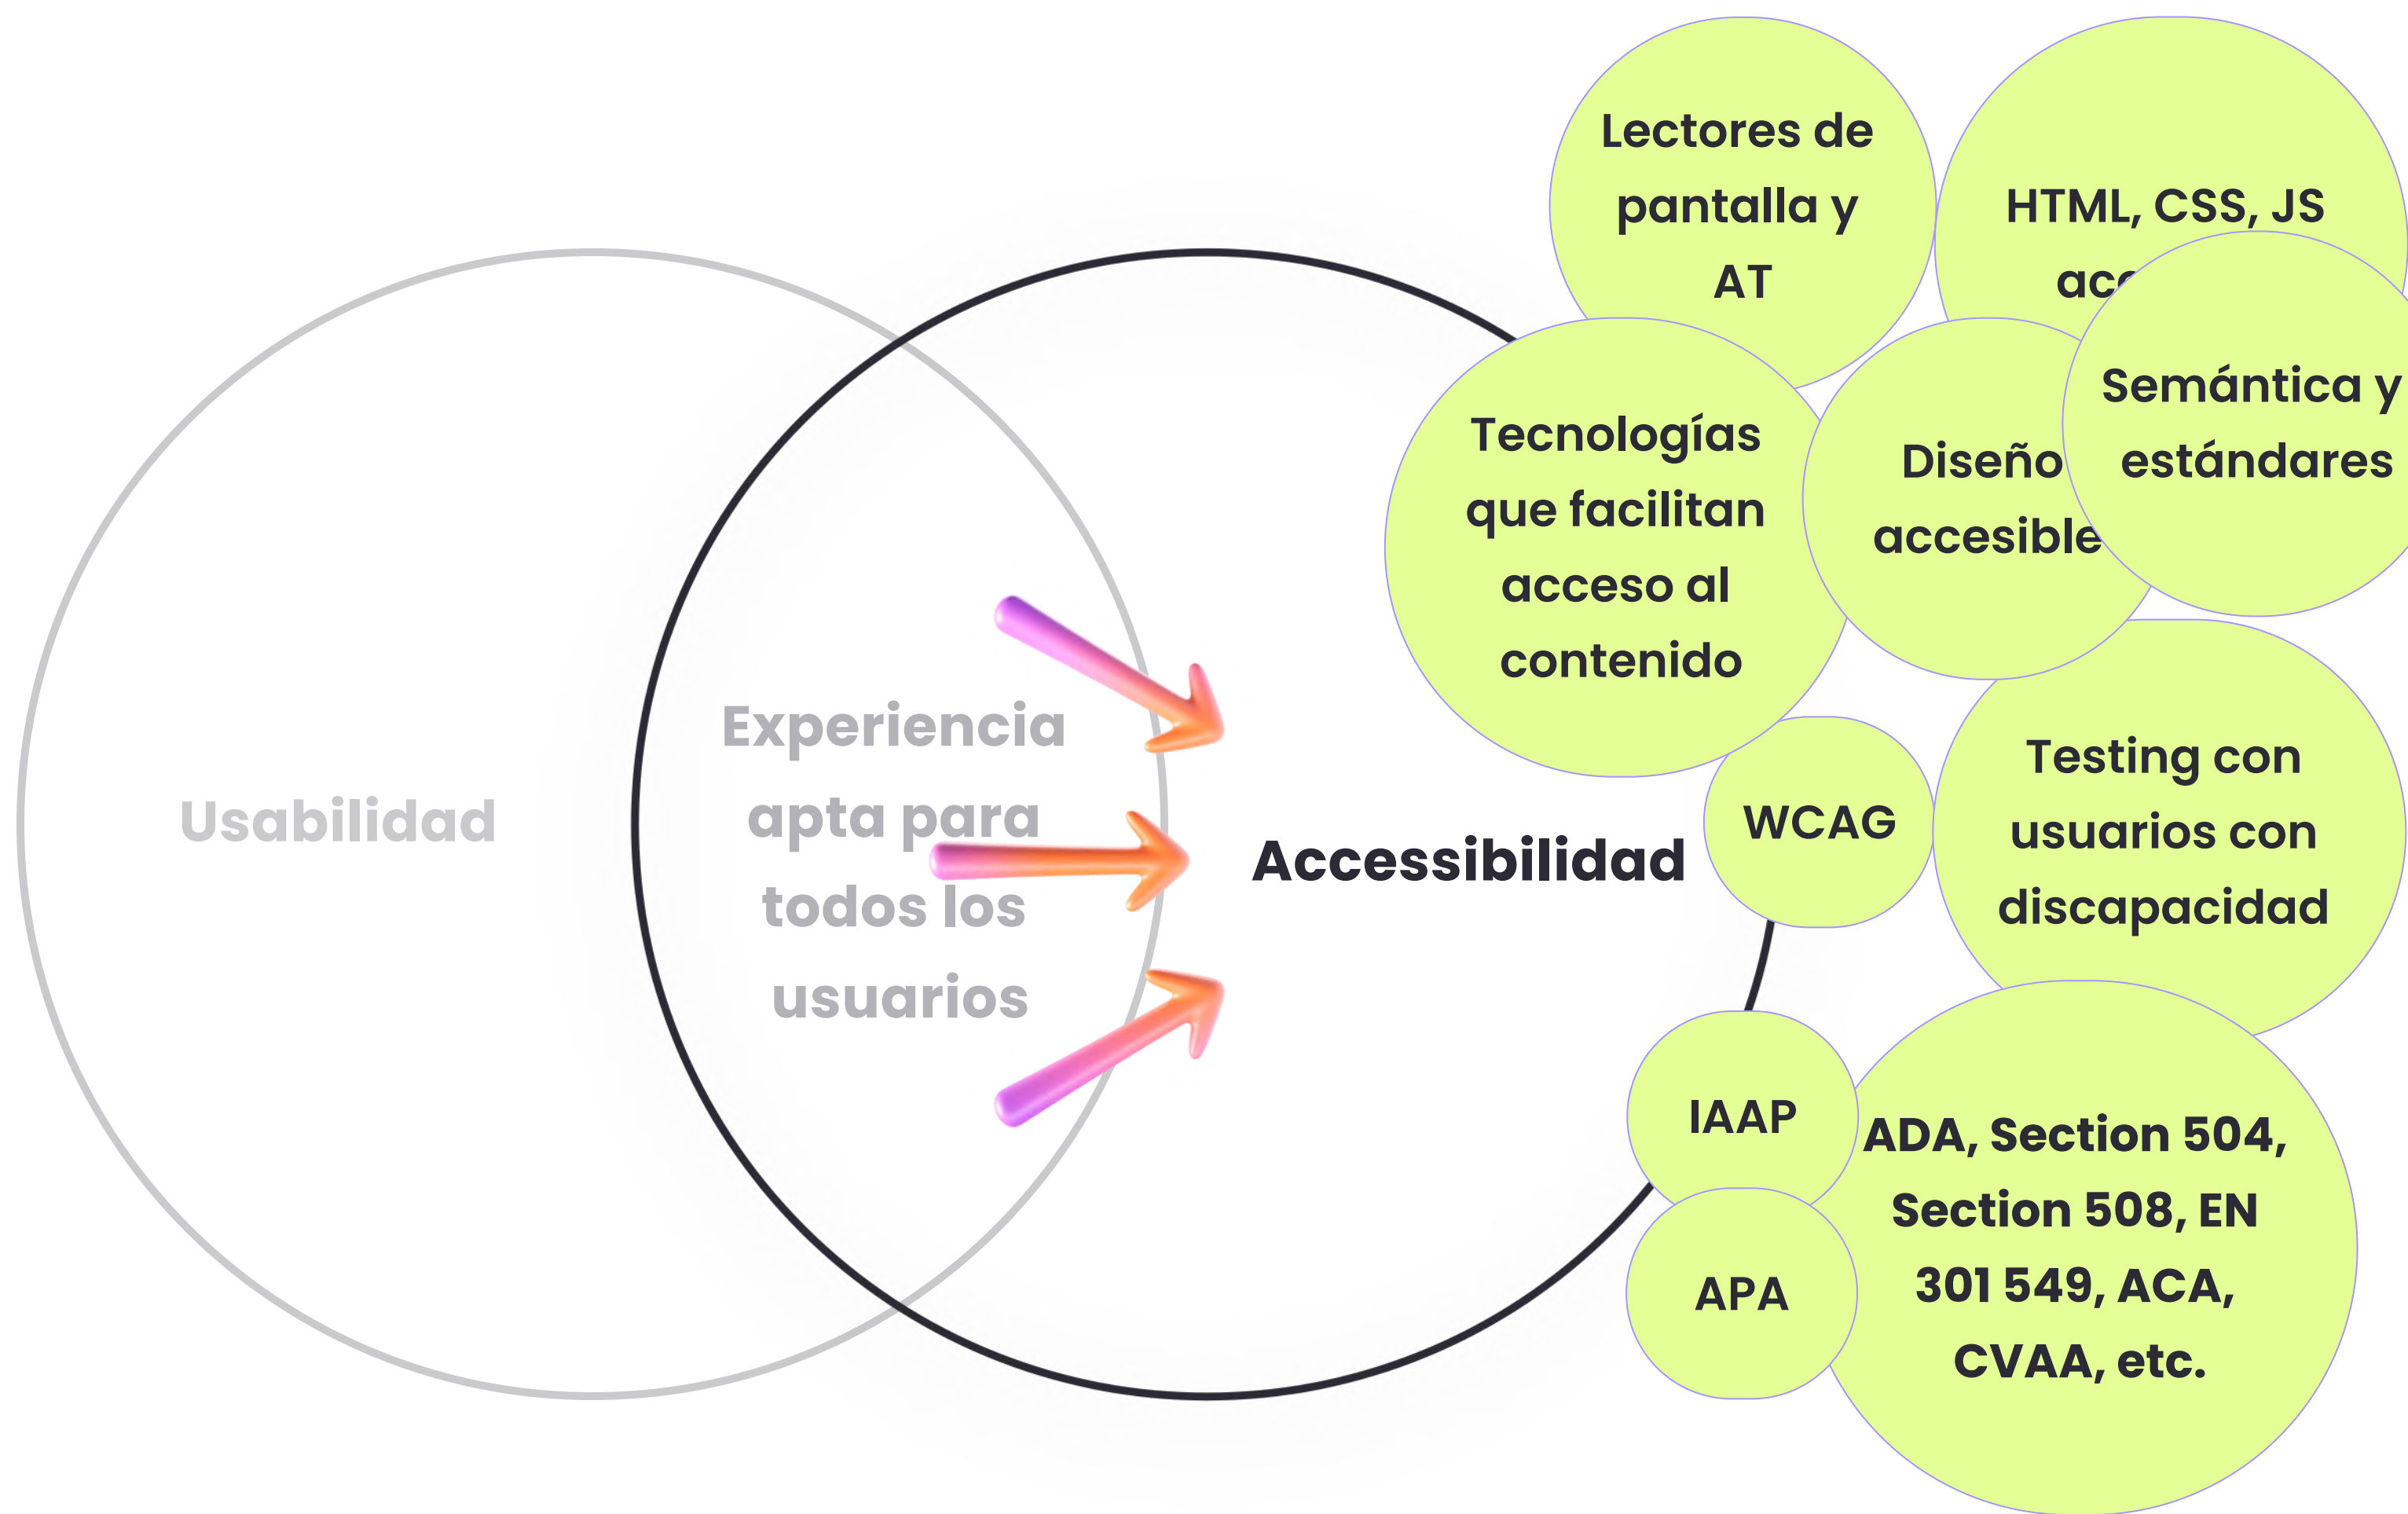 Usabilidad
Experiencia
apta para
todos los
usuarios
Accessibilidad
Lectores de
pantalla y
AT
HTML, CSS, JS
Semántica y
estándares
Tecnologías
que facilitan
acceso al
contenido
Diseño
accesible
WCAG
Testing con
usuarios con
discapacidad
IAAP
APA
ADA, Section 504,
Section 508, EN
301 549, ACA,
CVAA, etc.